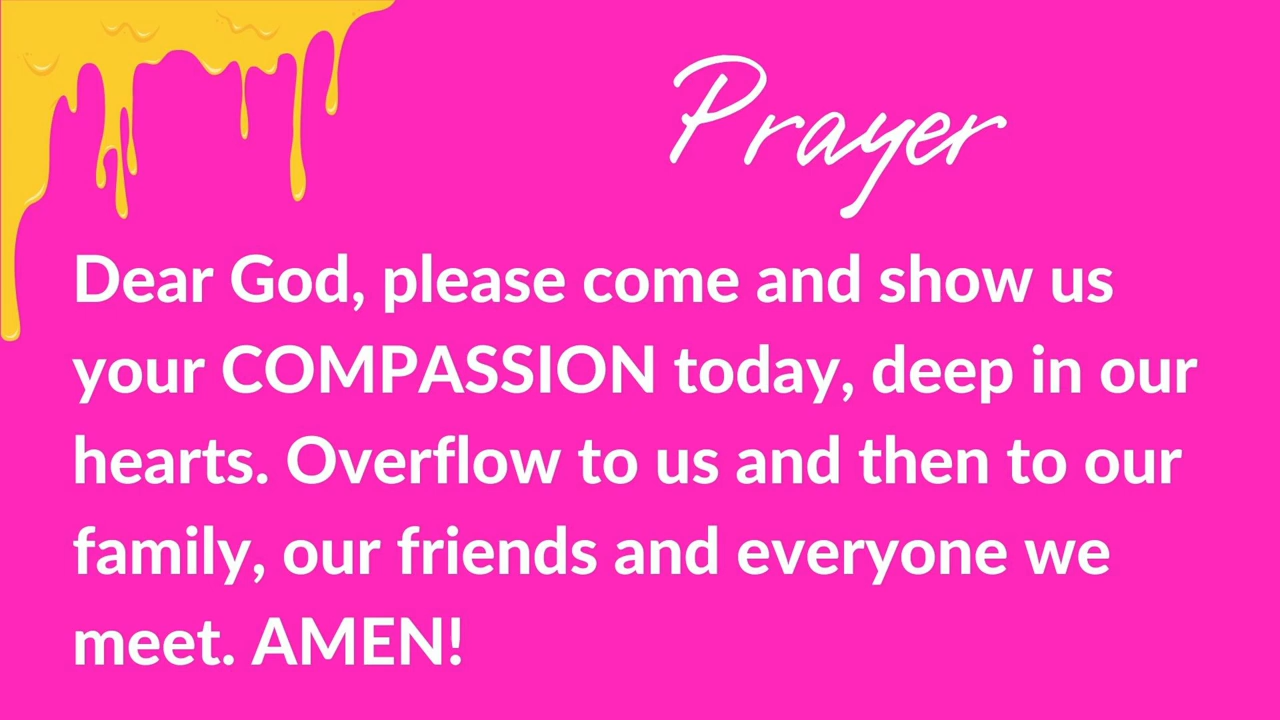 Prayer
Dear God, please come and show us
your COMPASSION today, deep in our
hearts. Overflow to us and then to our
family, our friends and everyone we
meet. AMEN!